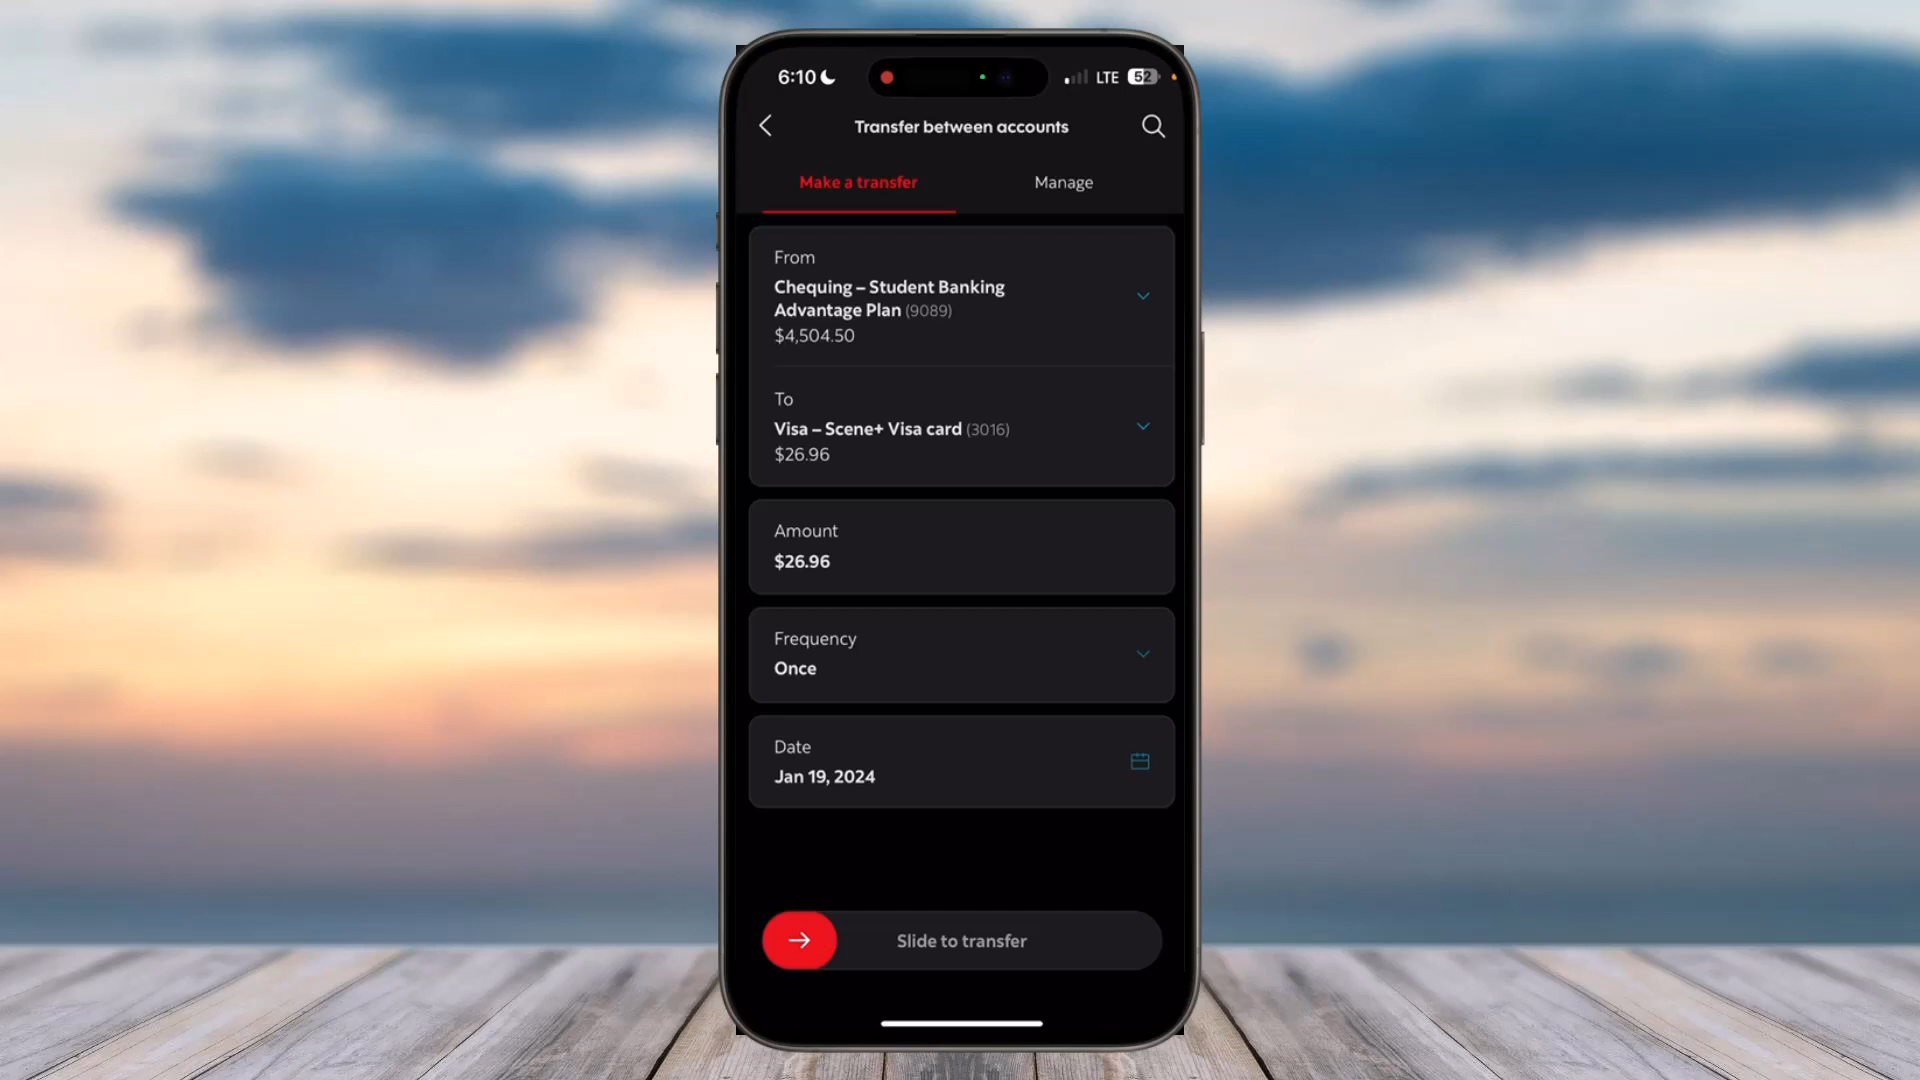 6:10
LTE
52
Transfer between accounts
Make a transfer
Manage
From
Chequing – Student Banking
Advantage Plan (9089)
$4,504.50
To
Visa – Scene+ Visa card (3016)
$26.96
Amount
$26.96
Frequency
Once
Date
Jan 19, 2024
Slide to transfer